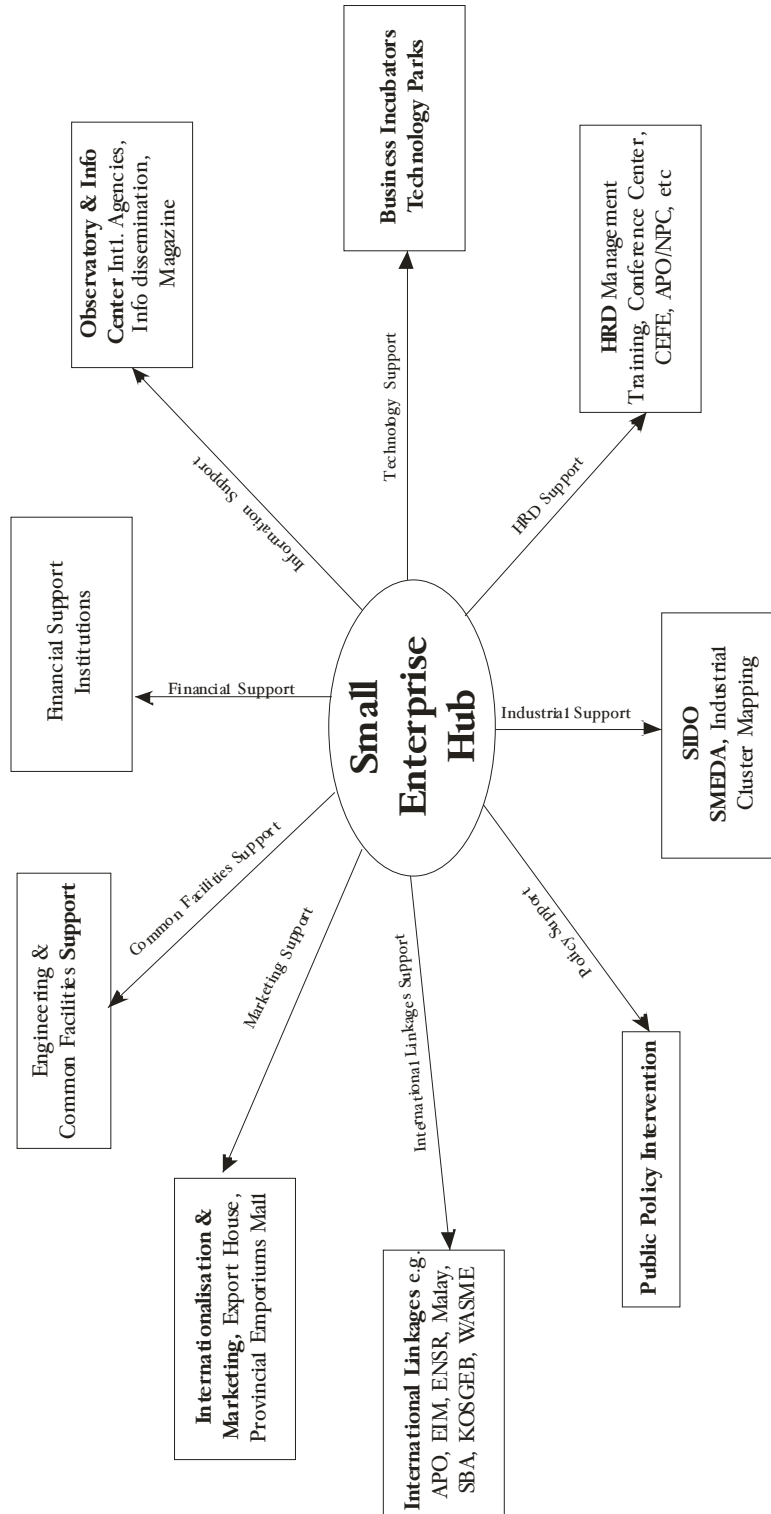 Small
Enterprise
Hub
Financial Support
Financial Support
Institutions
Information Support
Observatory & Info
Center Intl. Agencies,
Info dissemination,
Magazine
Technology Support
Business Incubators
Technology Parks
HRD Support
HRD Management
Training, Conference Center,
CEFE, APO/NPC, etc
Industrial Support
SIDO
SMEDA, Industrial
Cluster Mapping
Policy Support
Public Policy Intervention
International Linkages Support
International Linkages e.g.
APO, EIM, ENSR, Malay,
SBA, KOSGEB, WASME
Marketing Support
Internationalisation &
Marketing, Export House,
Provincial Emporiums Mall
Common Facilities Support
Engineering &
Common Facilities Support